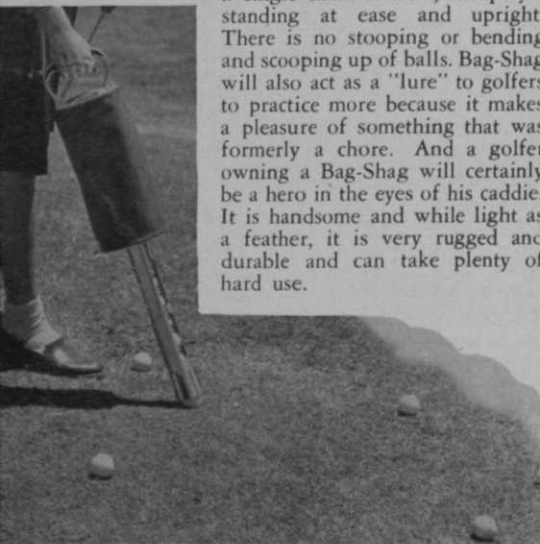 standing at ease and upright
There is no stooping or bending
and scooping up of balls. Bag-Shag
will also act as a "lure" to golfers
to practice more because it makes
a pleasure of something that was
formerly a chore. And a golfer
owning a Bag-Shag will certainly
be a hero in the eyes of his caddie
It is handsome and while light as
a feather, it is very rugged and
durable and can take plenty of
hard use.